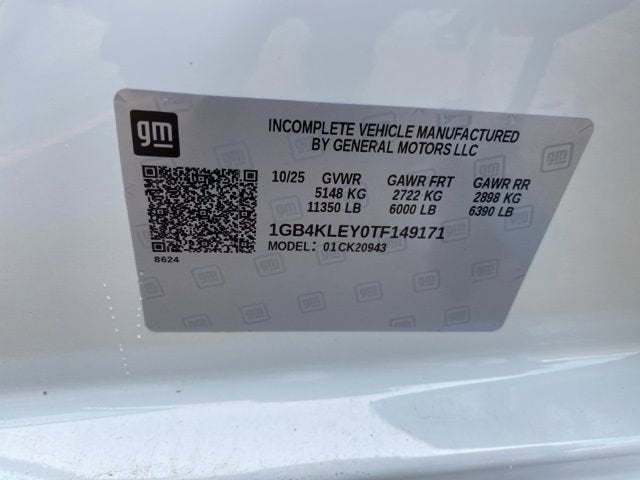 gm
INCOMPLETE VEHICLE MANUFACTURED
BY GENERAL MOTORS LLC
10/25 GVWR GAWR FRT GAWR RR
5148 KG 2722 KG 2898 KG
11350 LB 6000 LB 6390 LB
1GB4KLEY0TF149171
MODEL: 01CK20943
8624